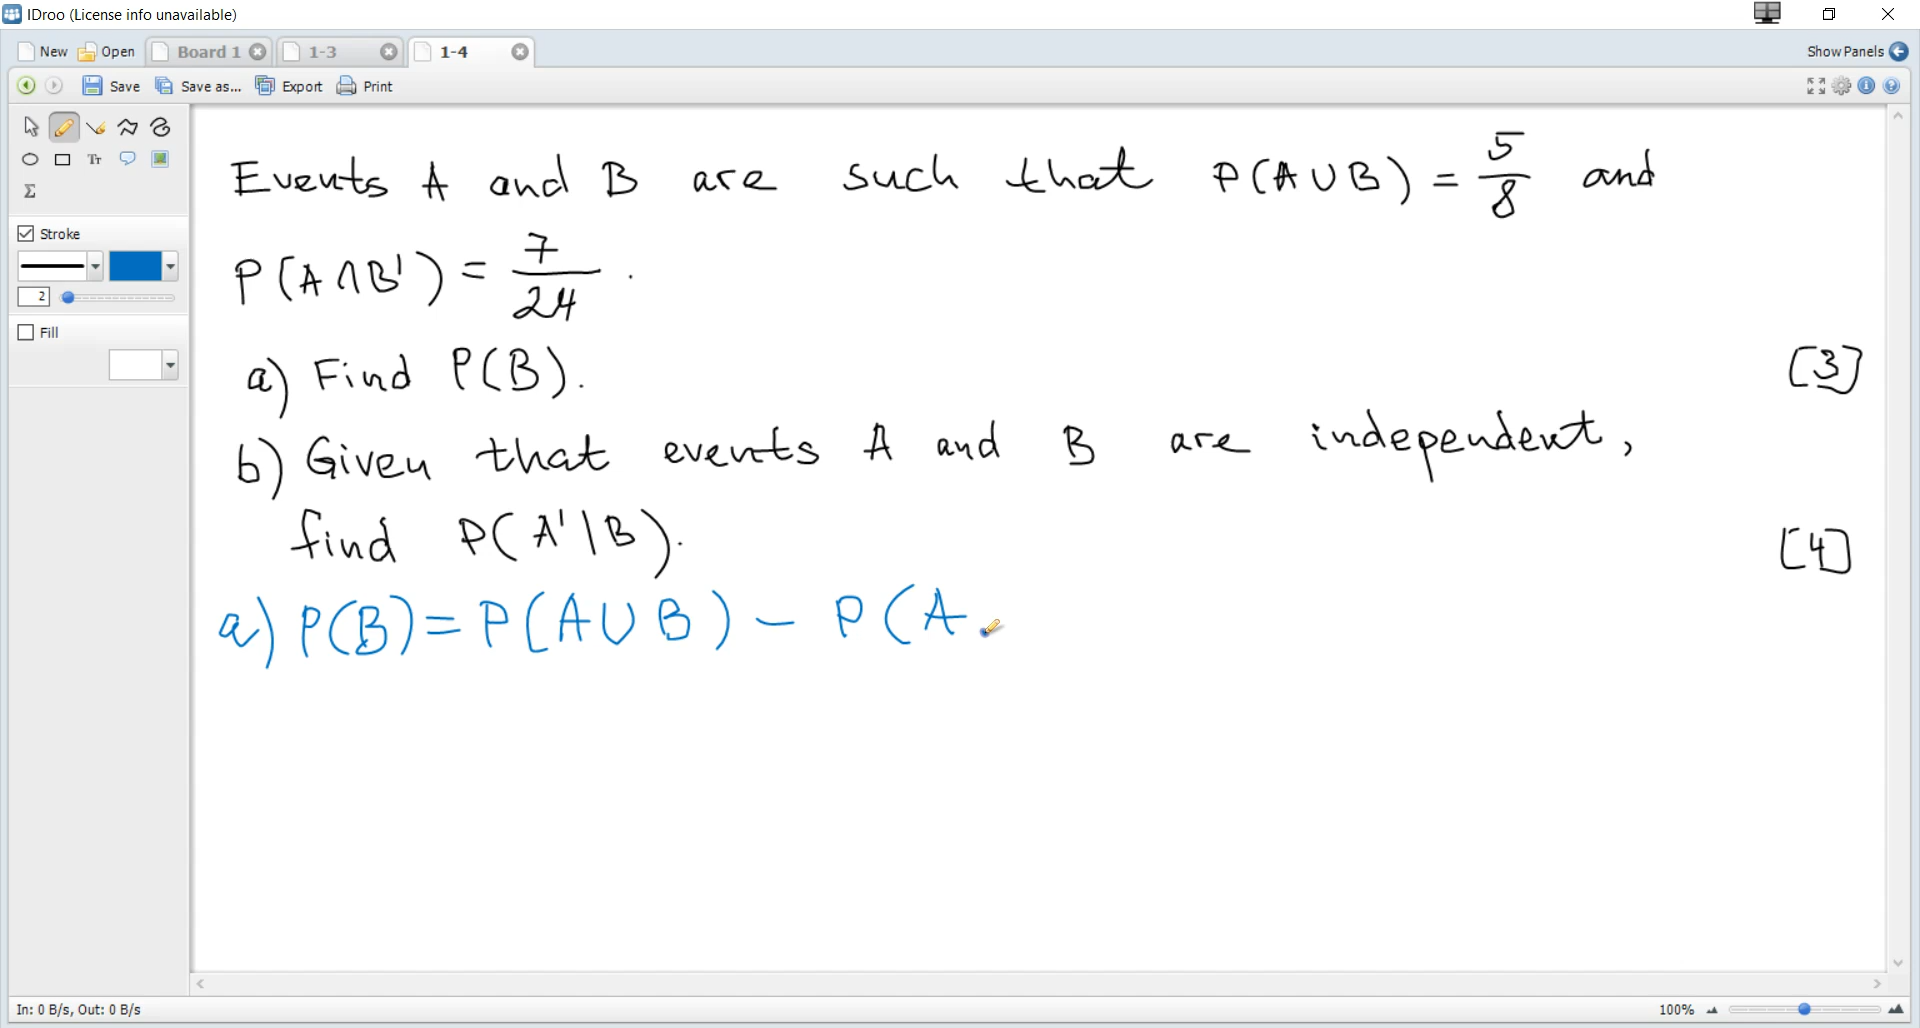 IDroo (License info unavailable)
New Open Board 1 1-3 1-4 Show Panels
Save Save as... Export Print
Tr
Σ
Stroke
2
Fill
Events A and B are such that P(A∪B) = 5/8 and
P(A∩B') = 7/24.
a) Find P(B). [3]
b) Given that events A and B are independent,
find P(A'|B). [4]
a) P(B) = P(A∪B) − P(A
In: 0 B/s, Out: 0 B/s 100%